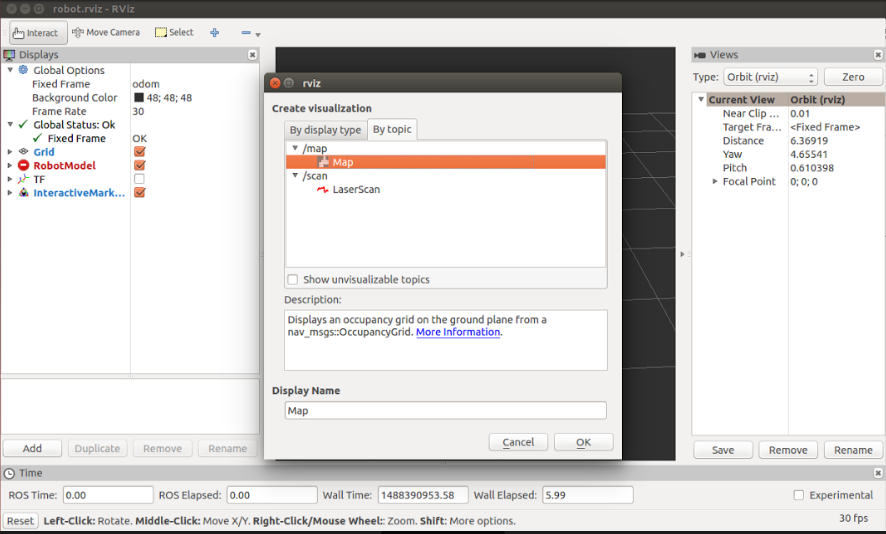 robot.rviz - RViz
Interact Move Camera Select
Displays
Global Options
Fixed Frame odom
Background Color 48; 48; 48
Frame Rate 30
Global Status: Ok
Fixed Frame OK
Grid
RobotModel
TF
InteractiveMark...
Add Duplicate Remove Rename
rviz
Create visualization
By display type By topic
/map
Map
/scan
LaserScan
Show unvisualizable topics
Description:
Displays an occupancy grid on the ground plane from a
nav_msgs::OccupancyGrid. More Information.
Display Name
Map
Cancel OK
Views
Type: Orbit (rviz) Zero
Current View Orbit (rviz)
Near Clip ... 0.01
Target Fra... <Fixed Frame>
Distance 6.36919
Yaw 4.65541
Pitch 0.610398
Focal Point 0; 0; 0
Save Remove Rename
Time
ROS Time: 0.00 ROS Elapsed: 0.00 Wall Time: 1488390953.58 Wall Elapsed: 5.99 Experimental
Reset Left-Click: Rotate. Middle-Click: Move X/Y. Right-Click/Mouse Wheel:: Zoom. Shift: More options. 30 fps